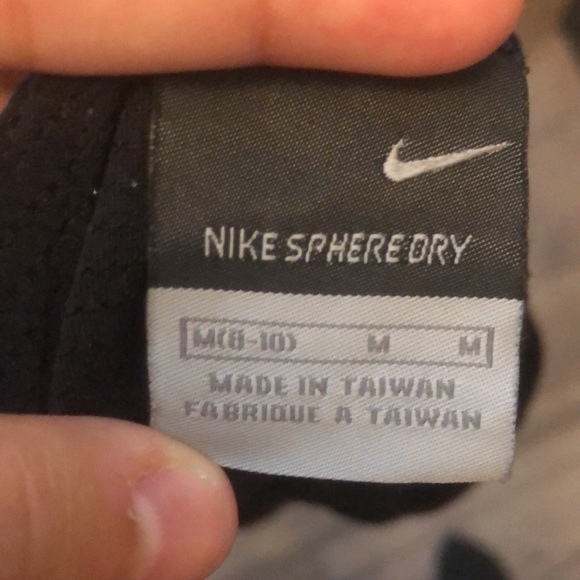 NIKE SPHERE DRY
M(8-10) M M
MADE IN TAIWAN
FABRIQUE A TAIWAN